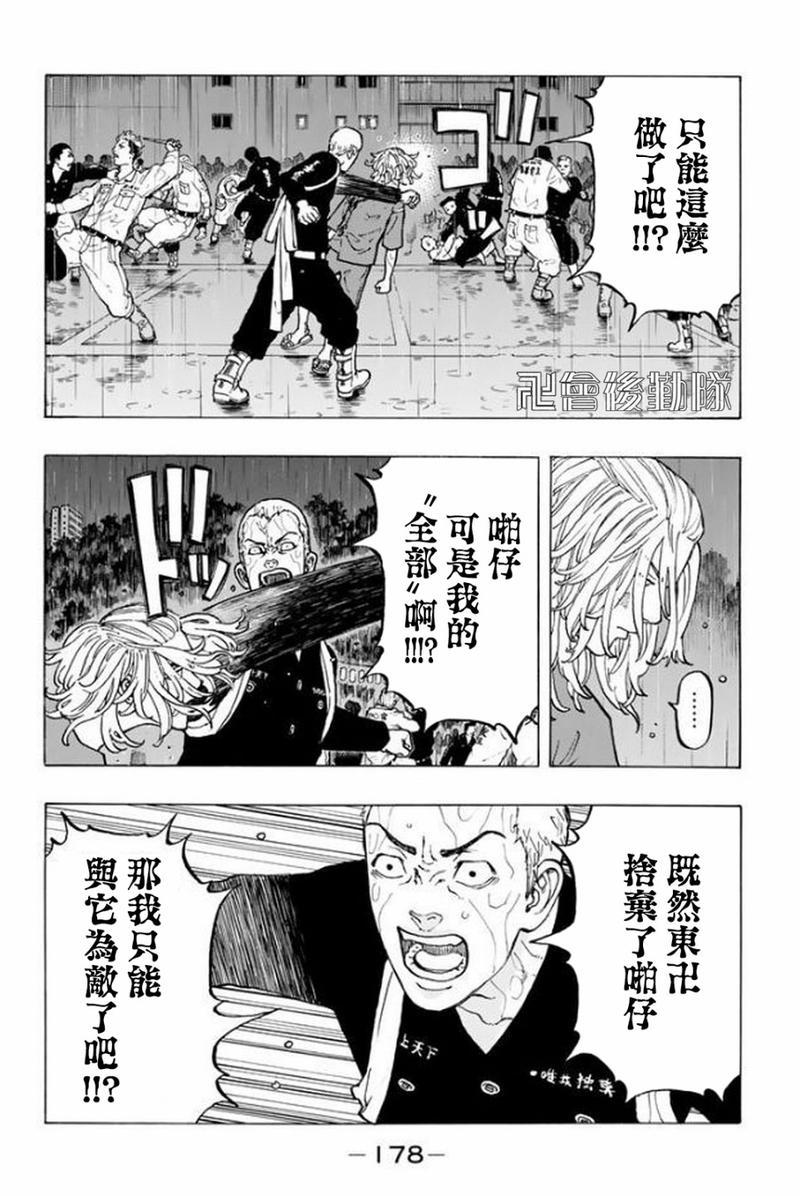 只能這麼
做了吧!!?
ゴッ
卍會後勤隊
……
啪仔
可是我的
〝全部〞啊
!!!?
ドッ
既然東卍
捨棄了啪仔
那我只能
與它為敵了吧
!!!?
上天下
唯我独尊
－178－